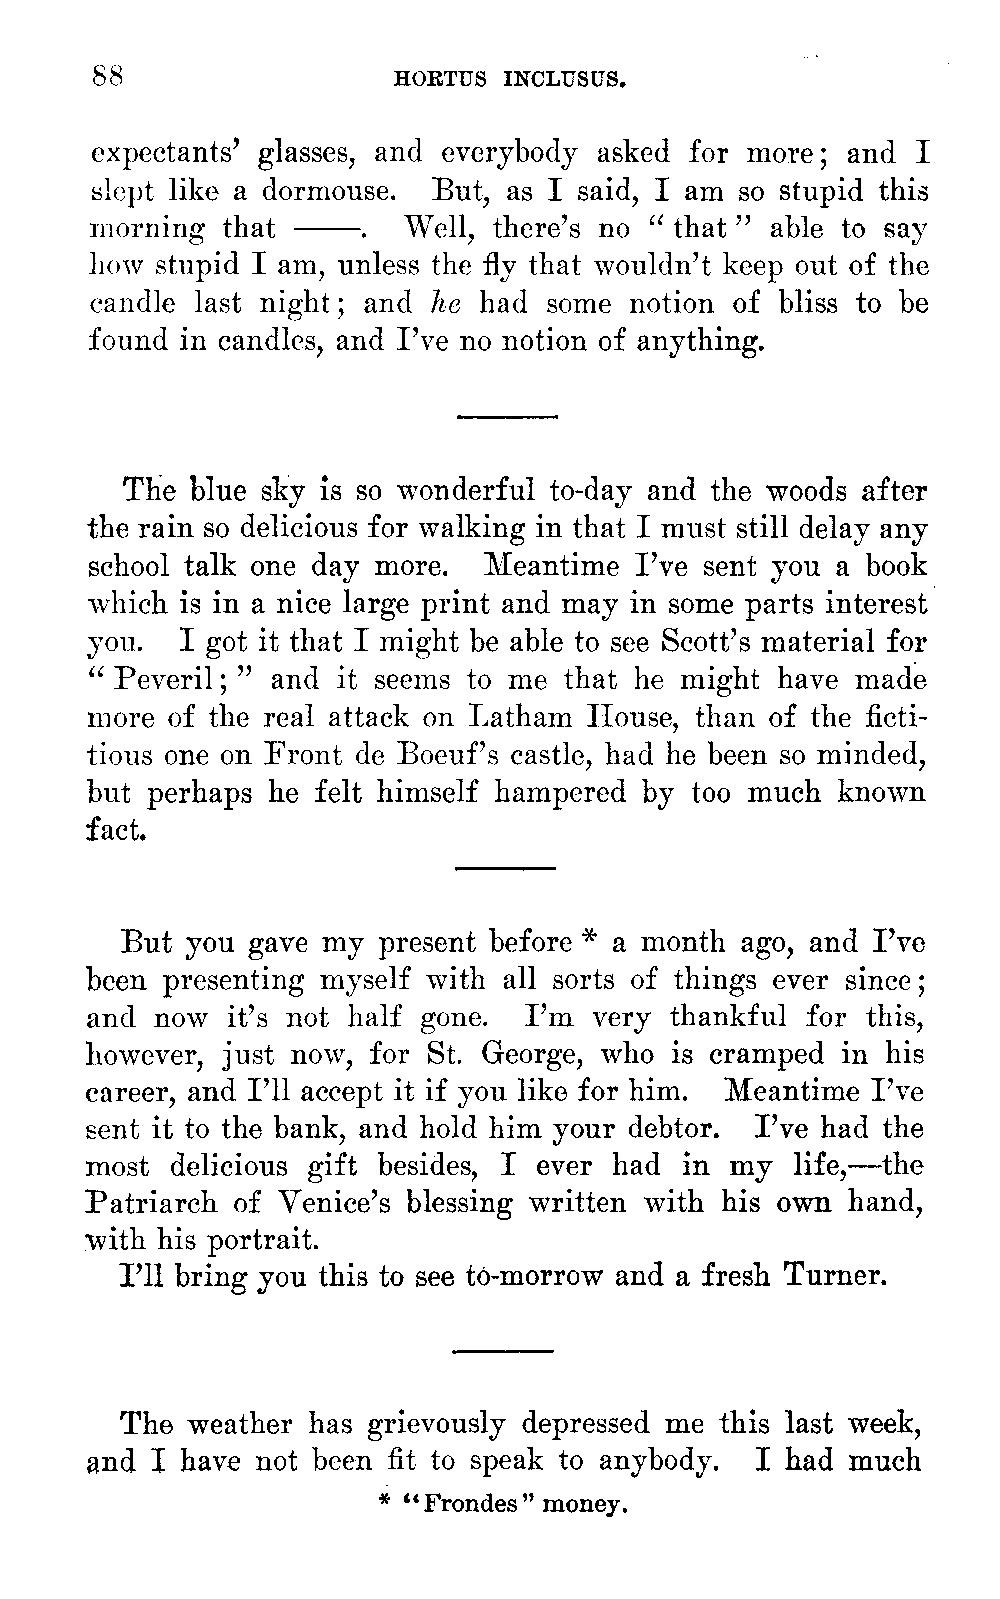 88 HORTUS INCLUSUS.
expectants' glasses, and everybody asked for more; and I
slept like a dormouse. But, as I said, I am so stupid this
morning that ——. Well, there's no "that" able to say
how stupid I am, unless the fly that wouldn't keep out of the
candle last night; and he had some notion of bliss to be
found in candles, and I've no notion of anything.
The blue sky is so wonderful to-day and the woods after
the rain so delicious for walking in that I must still delay any
school talk one day more. Meantime I've sent you a book
which is in a nice large print and may in some parts interest
you. I got it that I might be able to see Scott's material for
"Peveril;" and it seems to me that he might have made
more of the real attack on Latham House, than of the ficti-
tious one on Front de Boeuf's castle, had he been so minded,
but perhaps he felt himself hampered by too much known
fact.
But you gave my present before * a month ago, and I've
been presenting myself with all sorts of things ever since;
and now it's not half gone. I'm very thankful for this,
however, just now, for St. George, who is cramped in his
career, and I'll accept it if you like for him. Meantime I've
sent it to the bank, and hold him your debtor. I've had the
most delicious gift besides, I ever had in my life,—the
Patriarch of Venice's blessing written with his own hand,
with his portrait.
I'll bring you this to see to-morrow and a fresh Turner.
The weather has grievously depressed me this last week,
and I have not been fit to speak to anybody. I had much
* "Frondes" money.